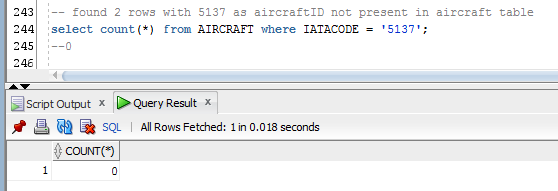 243 -- found 2 rows with 5137 as aircraftID not present in aircraft table
244 select count(*) from AIRCRAFT where IATACODE = '5137';
245 --0
246
Script Output x Query Result x
SQL | All Rows Fetched: 1 in 0.018 seconds
COUNT(*)
1 0